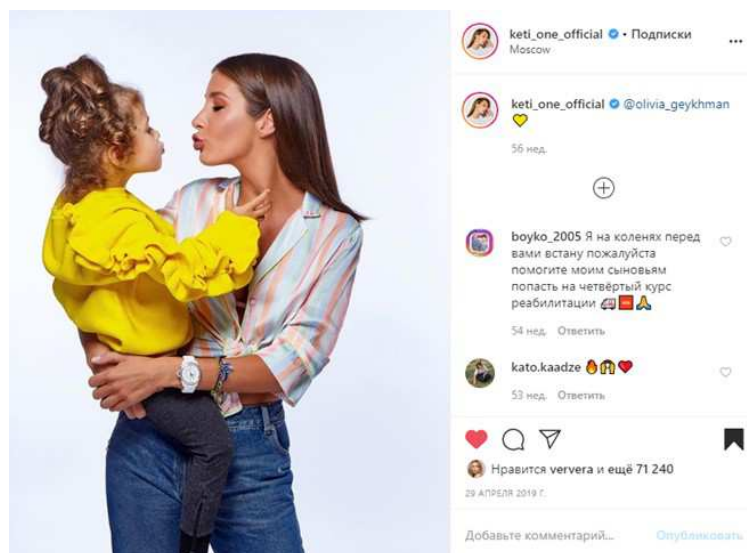 keti_one_official • Подписки
Moscow
keti_one_official @olivia_geykhman
💛
56 нед.
boyko_2005 Я на коленях перед
вами встану пожалуйста
помогите моим сыновьям
попасть на четвёртый курс
реабилитации 🚑🆘🙏
54 нед. Ответить
kato.kaadze 🔥🙌❤️
53 нед. Ответить
Нравится ververa и ещё 71 240
29 АПРЕЛЯ 2019 Г.
Добавьте комментарий... Опубликовать